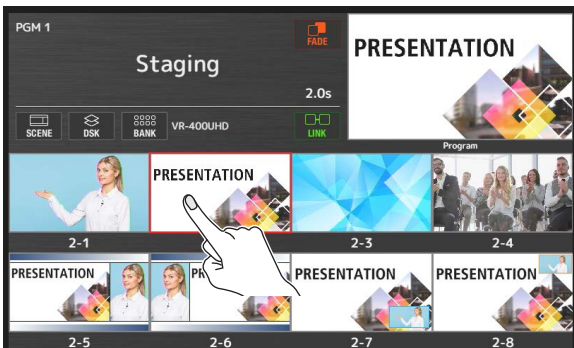 PGM 1
FADE
Staging
2.0s
SCENE
DSK
BANK
VR-400UHD
LINK
PRESENTATION
Program
PRESENTATION
2-1
2-3
2-4
PRESENTATION
PRESENTATION
PRESENTATION
2-5
2-6
2-7
2-8